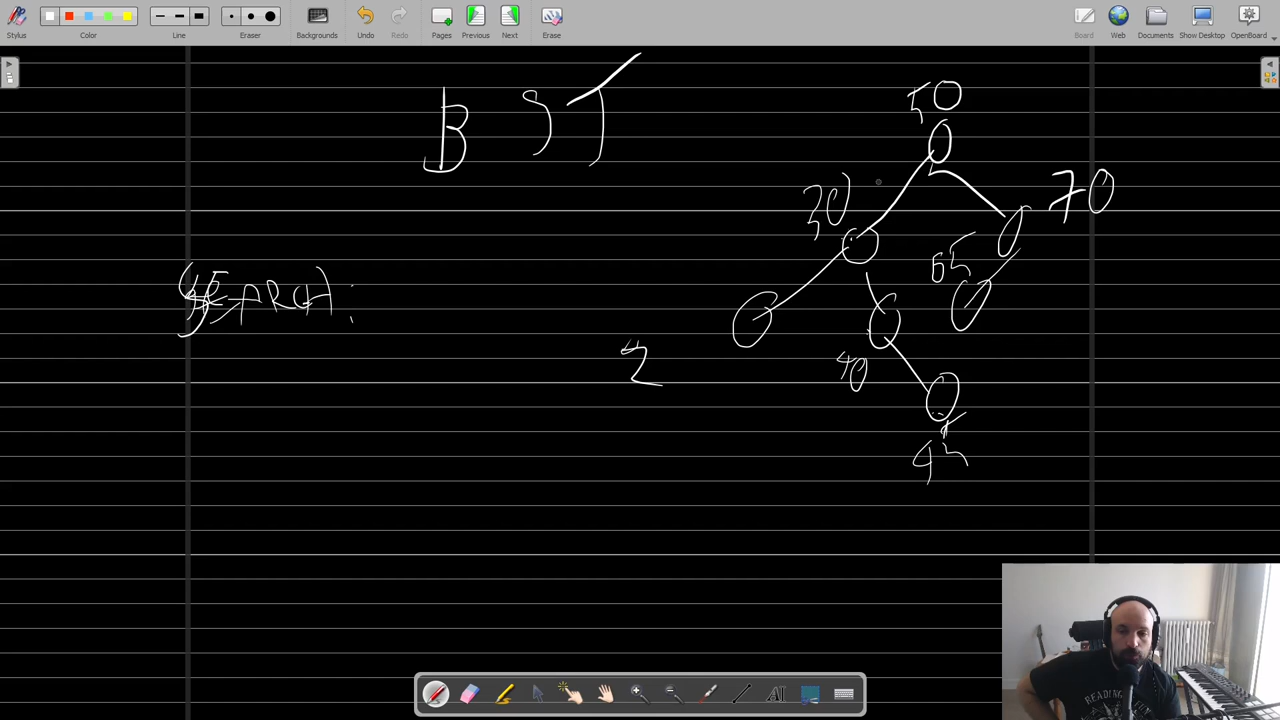 Stylus
Color
Line
Eraser
Backgrounds
Undo
Redo
Pages
Previous
Next
Erase
Board
Web
Documents
Show Desktop
OpenBoard
BST
50
30
70
65
SEARCH:
2
40
45
READING